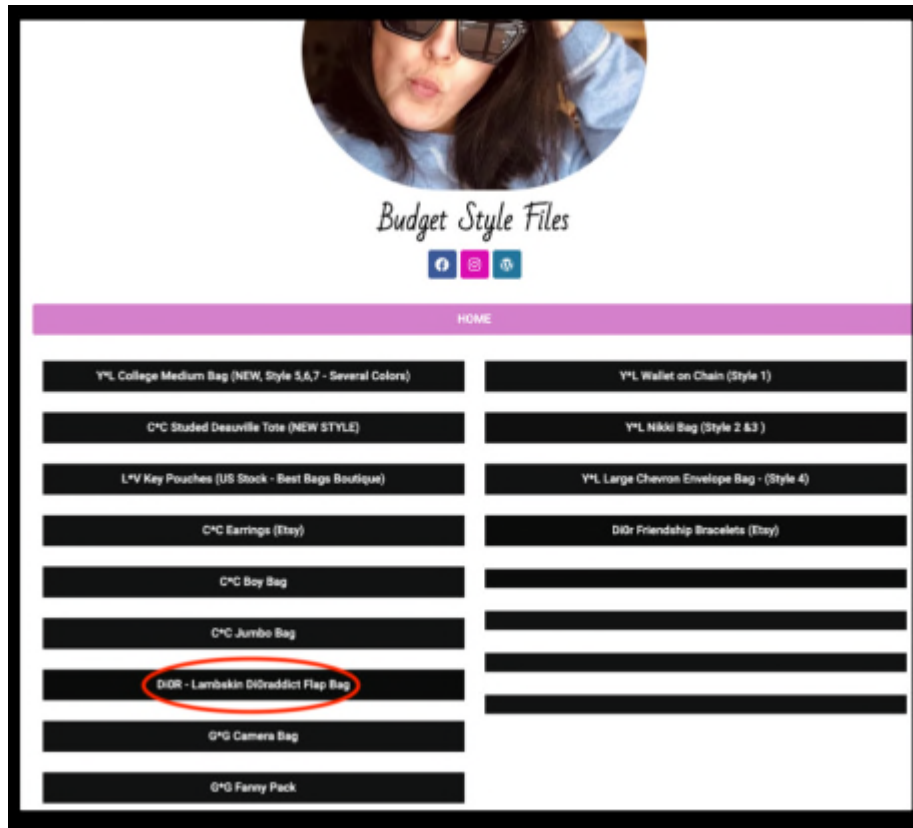 Budget Style Files
HOME
Y*L College Medium Bag (NEW, Style 5,6,7 - Several Colors)
C*C Studed Deauville Tote (NEW STYLE)
L*V Key Pouches (US Stock - Best Bags Boutique)
C*C Earrings (Etsy)
C*C Boy Bag
C*C Jumbo Bag
Di0R - Lambskin Di0raddict Flap Bag
G*G Camera Bag
G*G Fanny Pack
Y*L Wallet on Chain (Style 1)
Y*L Nikki Bag (Style 2 &3 )
Y*L Large Chevron Envelope Bag - (Style 4)
Di0r Friendship Bracelets (Etsy)